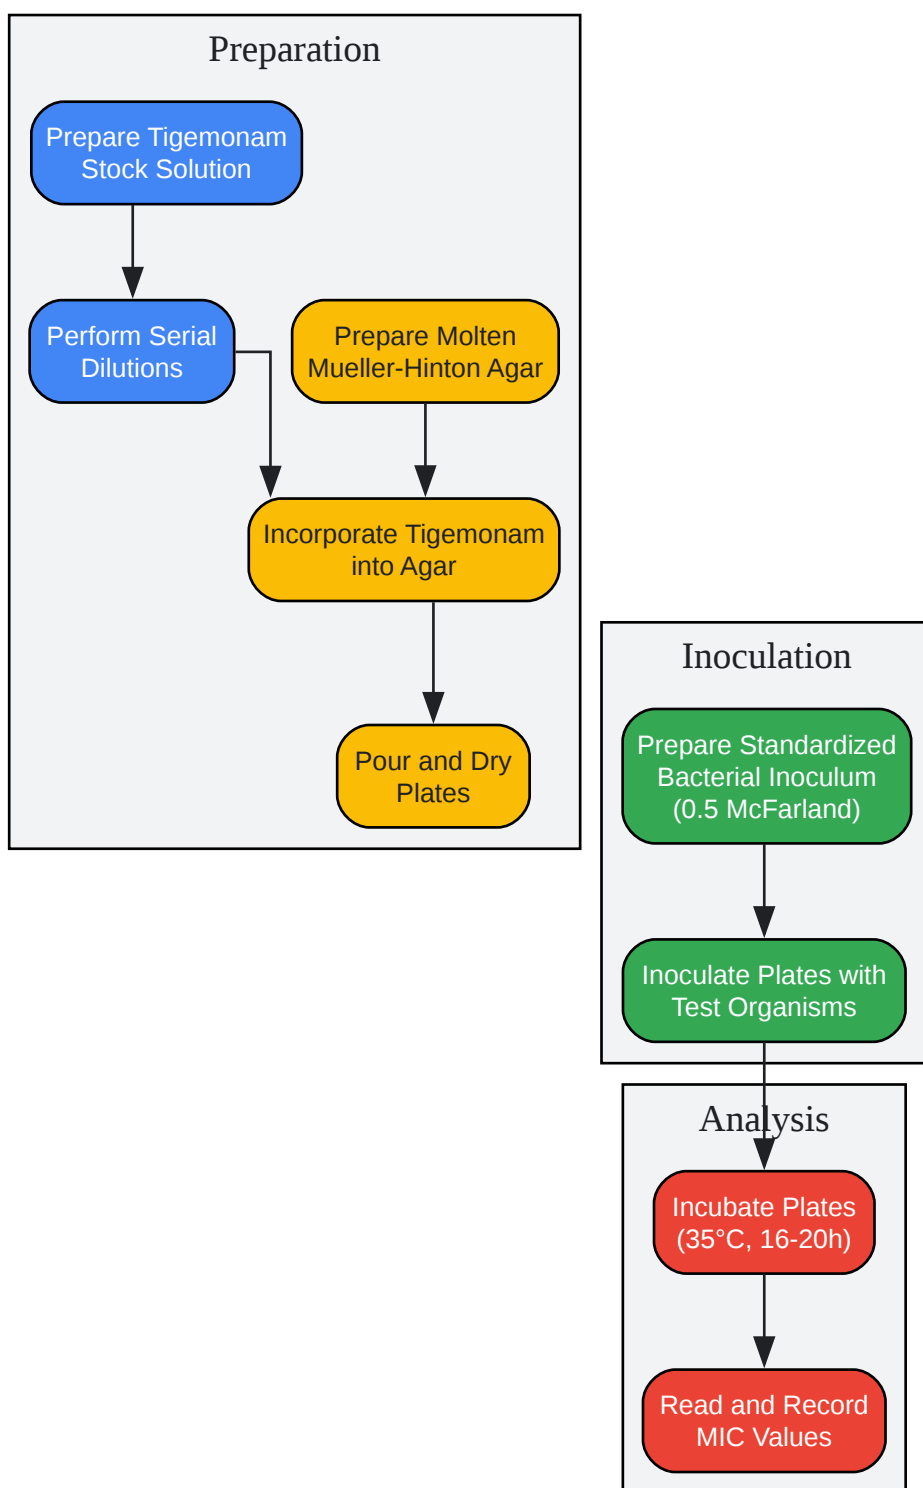 Preparation
Prepare Tigemonam
Stock Solution
Perform Serial
Dilutions
Prepare Molten
Mueller-Hinton Agar
Incorporate Tigemonam
into Agar
Pour and Dry
Plates
Inoculation
Prepare Standardized
Bacterial Inoculum
(0.5 McFarland)
Inoculate Plates with
Test Organisms
Analysis
Incubate Plates
(35°C, 16-20h)
Read and Record
MIC Values